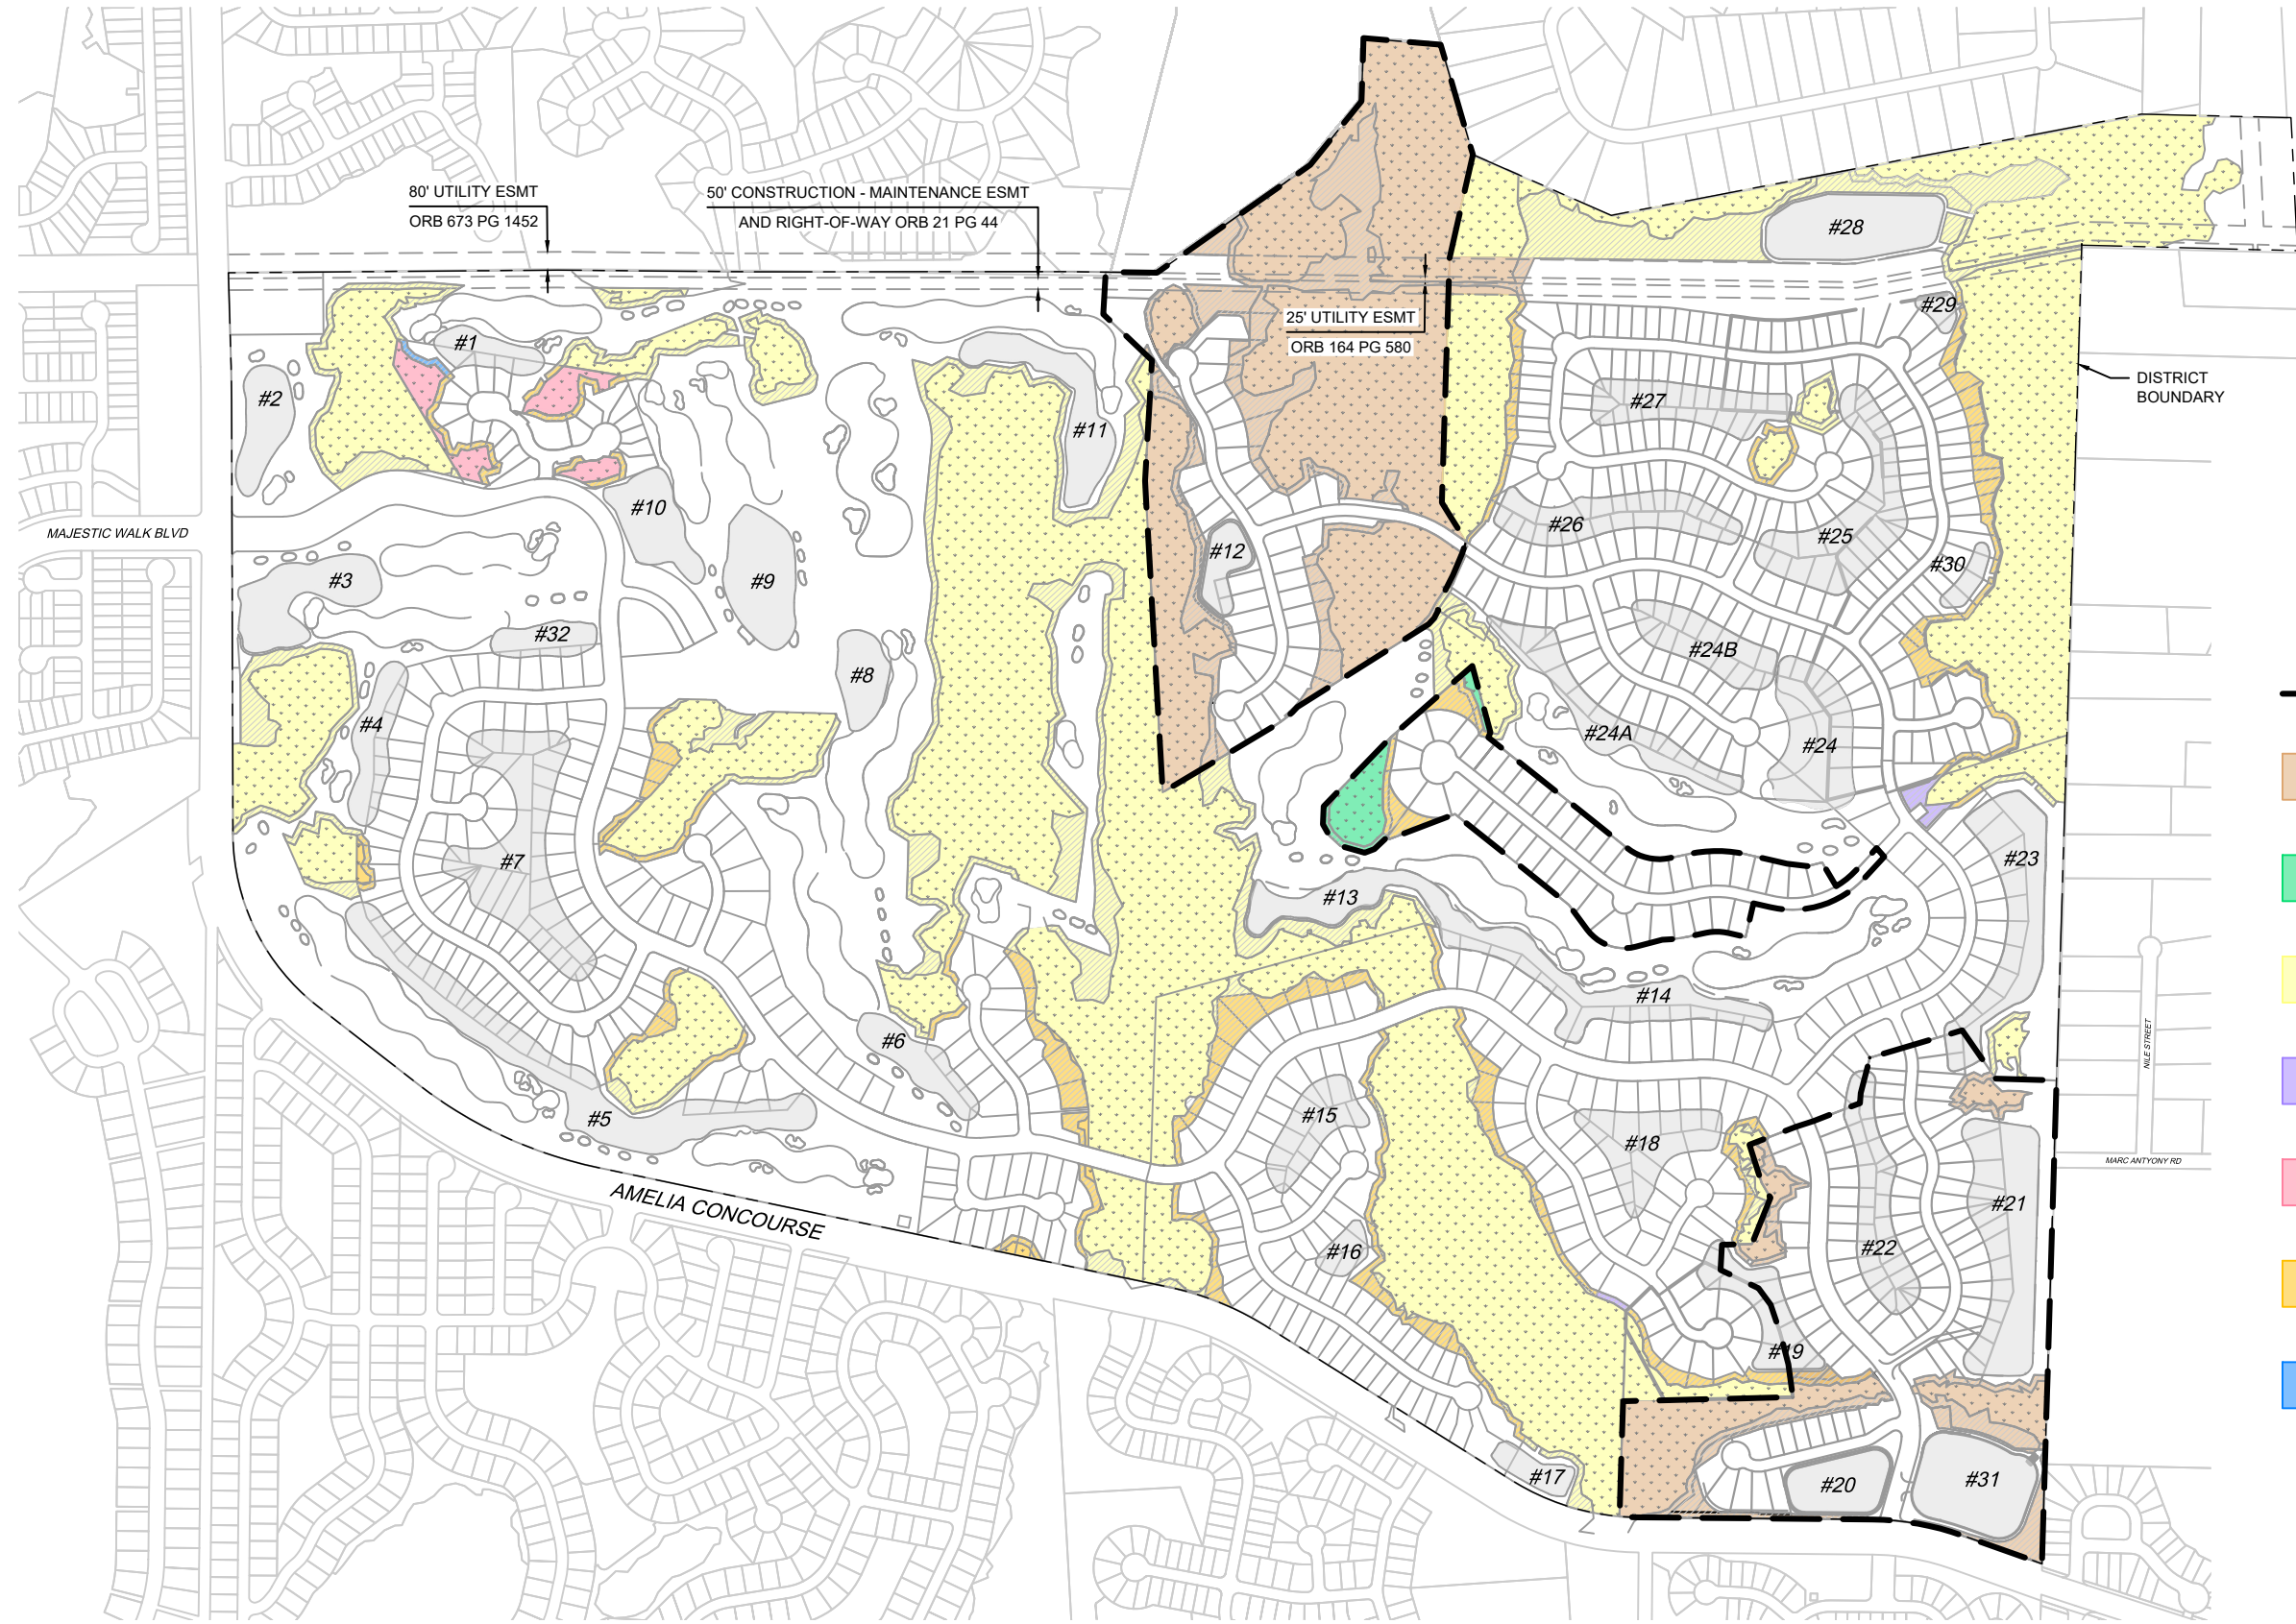 80' UTILITY ESMT
ORB 673 PG 1452
50' CONSTRUCTION - MAINTENANCE ESMT
AND RIGHT-OF-WAY ORB 21 PG 44
#28
25' UTILITY ESMT
ORB 164 PG 580
#29
#1
#2
DISTRICT
BOUNDARY
#27
#11
#10
#26
#25
MAJESTIC WALK BLVD
#12
#30
#3
#9
#32
#24B
#8
#4
#24A
#24
#7
#23
#13
#14
#6
NILE STREET
#5
#15
#18
MARC ANTYONY RD
AMELIA CONCOURSE
#21
#16
#22
#19
#17
#20
#31